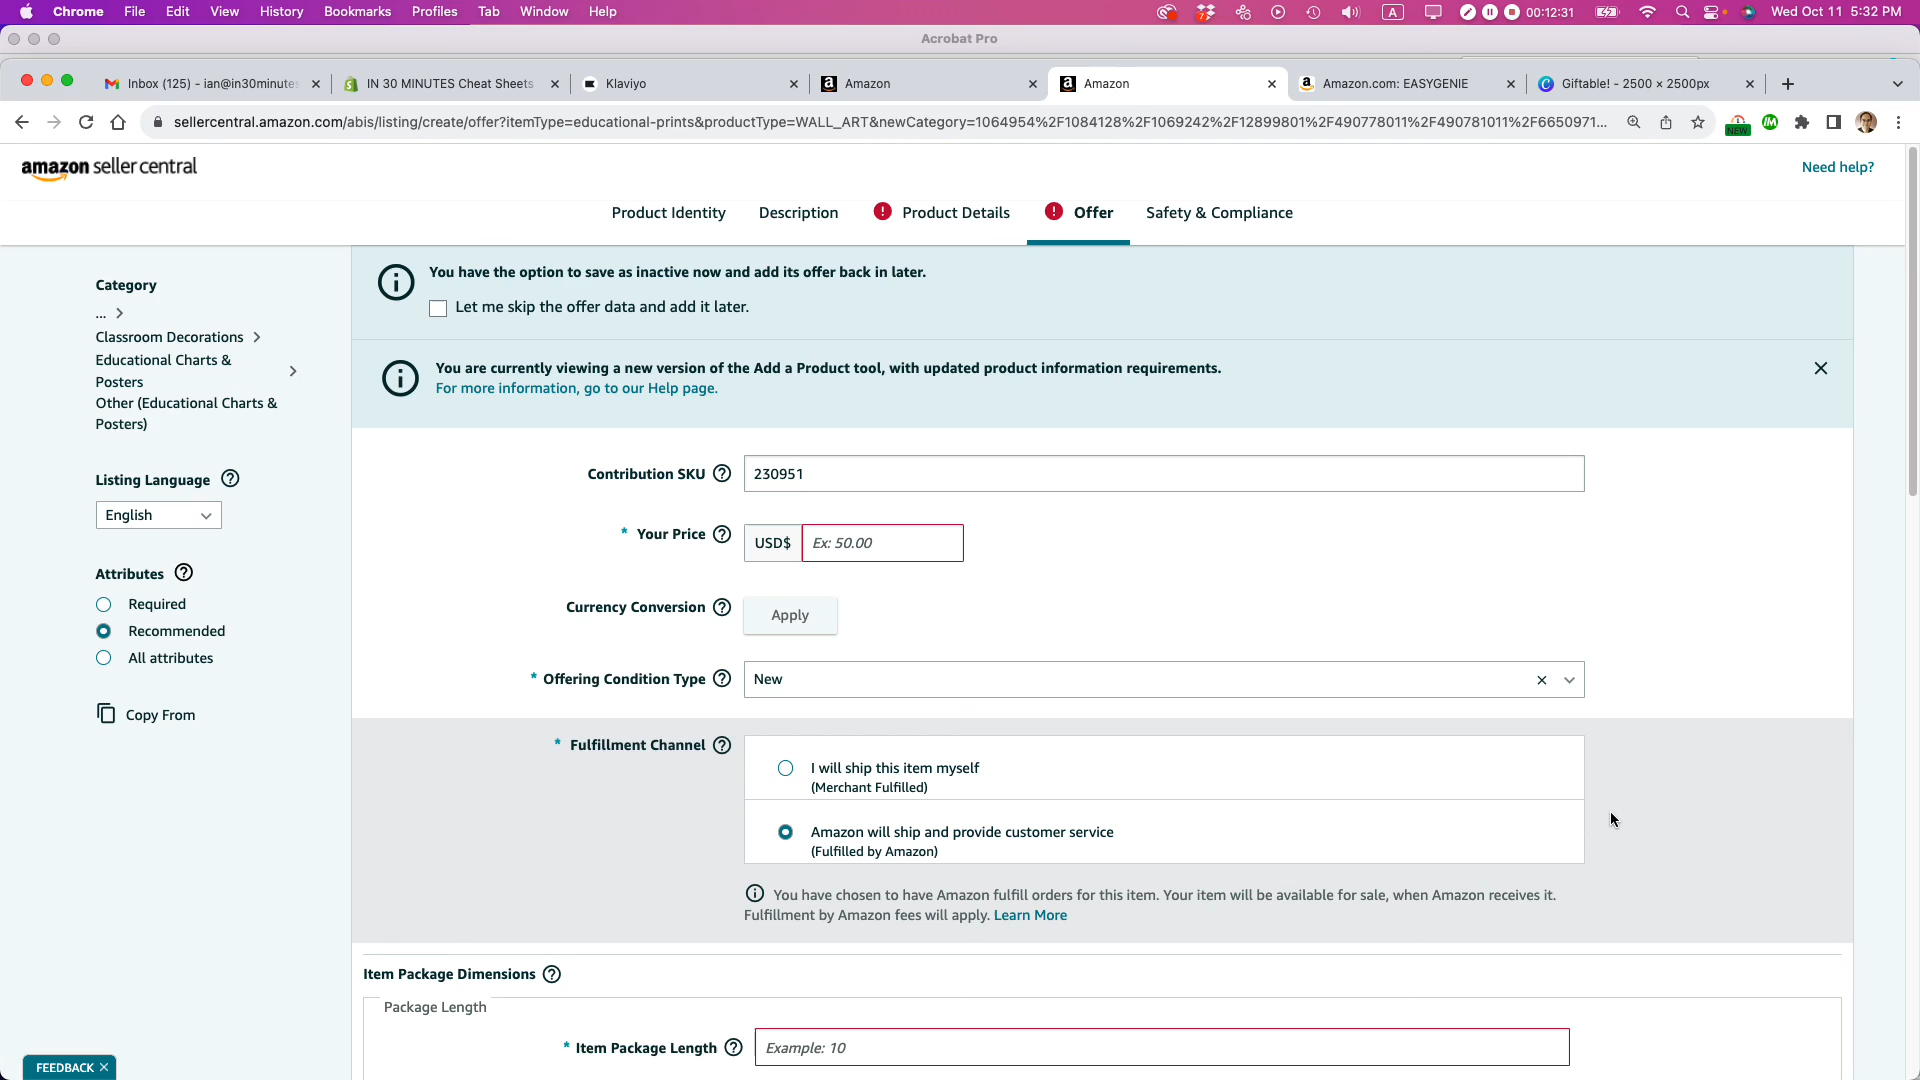 Chrome File Edit View History Bookmarks Profiles Tab Window Help 7 A 00:12:31 Wed Oct 11 5:32 PM
Acrobat Pro
Inbox (125) - ian@in30minute IN 30 MINUTES Cheat Sheets Klaviyo Amazon Amazon Amazon.com: EASYGENIE Giftable! - 2500 × 2500px
sellercentral.amazon.com/abis/listing/create/offer?itemType=educational-prints&productType=WALL_ART&newCategory=1064954%2F1084128%2F1069242%2F12899801%2F490778011%2F490781011%2F6650971... NEW
amazon seller central
Need help?
Product Identity Description Product Details Offer Safety & Compliance
Category
... >
Classroom Decorations >
Educational Charts & Posters >
Other (Educational Charts & Posters)
Listing Language
English
Attributes
Required
Recommended
All attributes
Copy From
You have the option to save as inactive now and add its offer back in later.
Let me skip the offer data and add it later.
You are currently viewing a new version of the Add a Product tool, with updated product information requirements.
For more information, go to our Help page.
Contribution SKU 230951
* Your Price USD$ Ex: 50.00
Currency Conversion Apply
* Offering Condition Type New
* Fulfillment Channel
I will ship this item myself
(Merchant Fulfilled)
Amazon will ship and provide customer service
(Fulfilled by Amazon)
You have chosen to have Amazon fulfill orders for this item. Your item will be available for sale, when Amazon receives it.
Fulfillment by Amazon fees will apply. Learn More
Item Package Dimensions
Package Length
* Item Package Length Example: 10
FEEDBACK